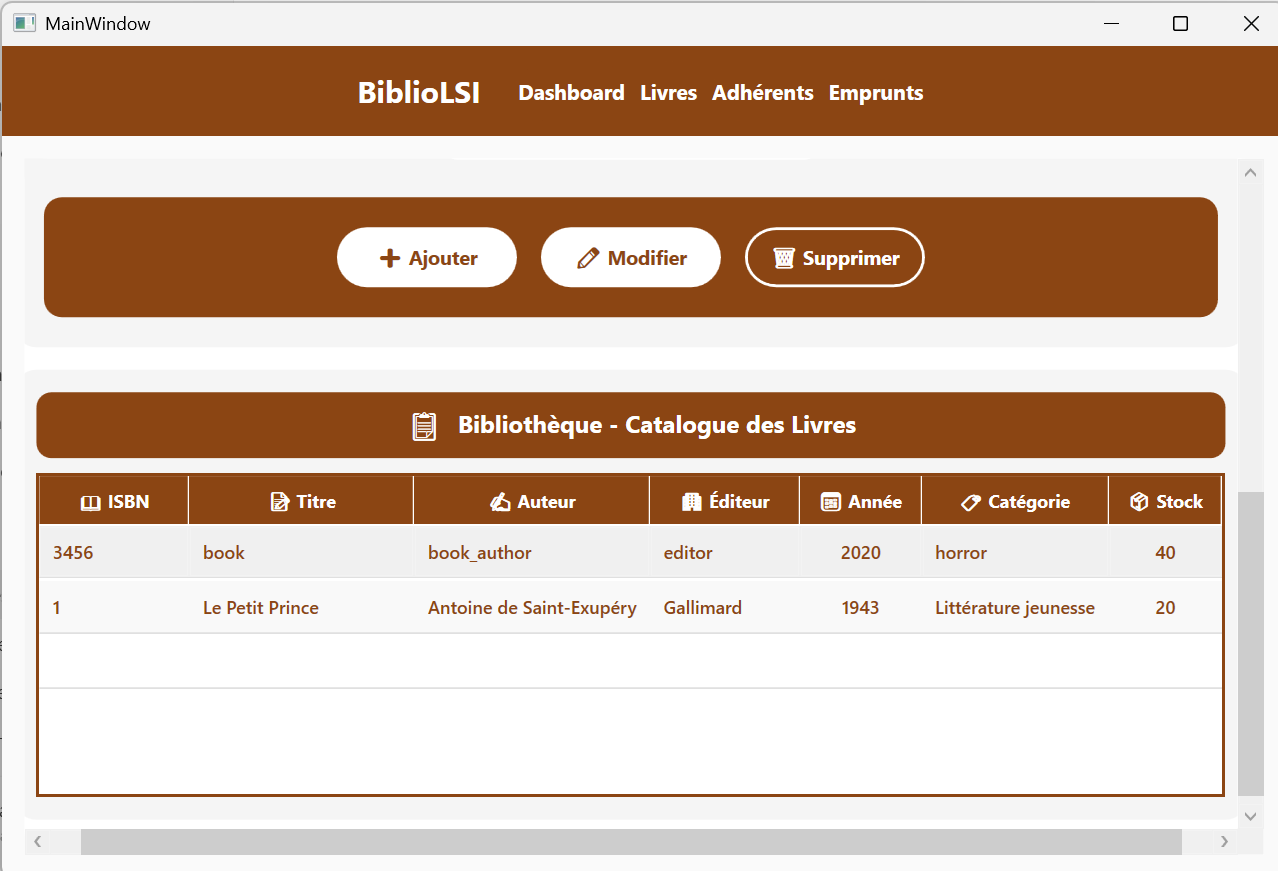 MainWindow
BiblioLSI Dashboard Livres Adhérents Emprunts
Ajouter Modifier Supprimer
Bibliothèque - Catalogue des Livres
ISBN Titre Auteur Éditeur Année Catégorie Stock
3456 book book_author editor 2020 horror 40
1 Le Petit Prince Antoine de Saint-Exupéry Gallimard 1943 Littérature jeunesse 20